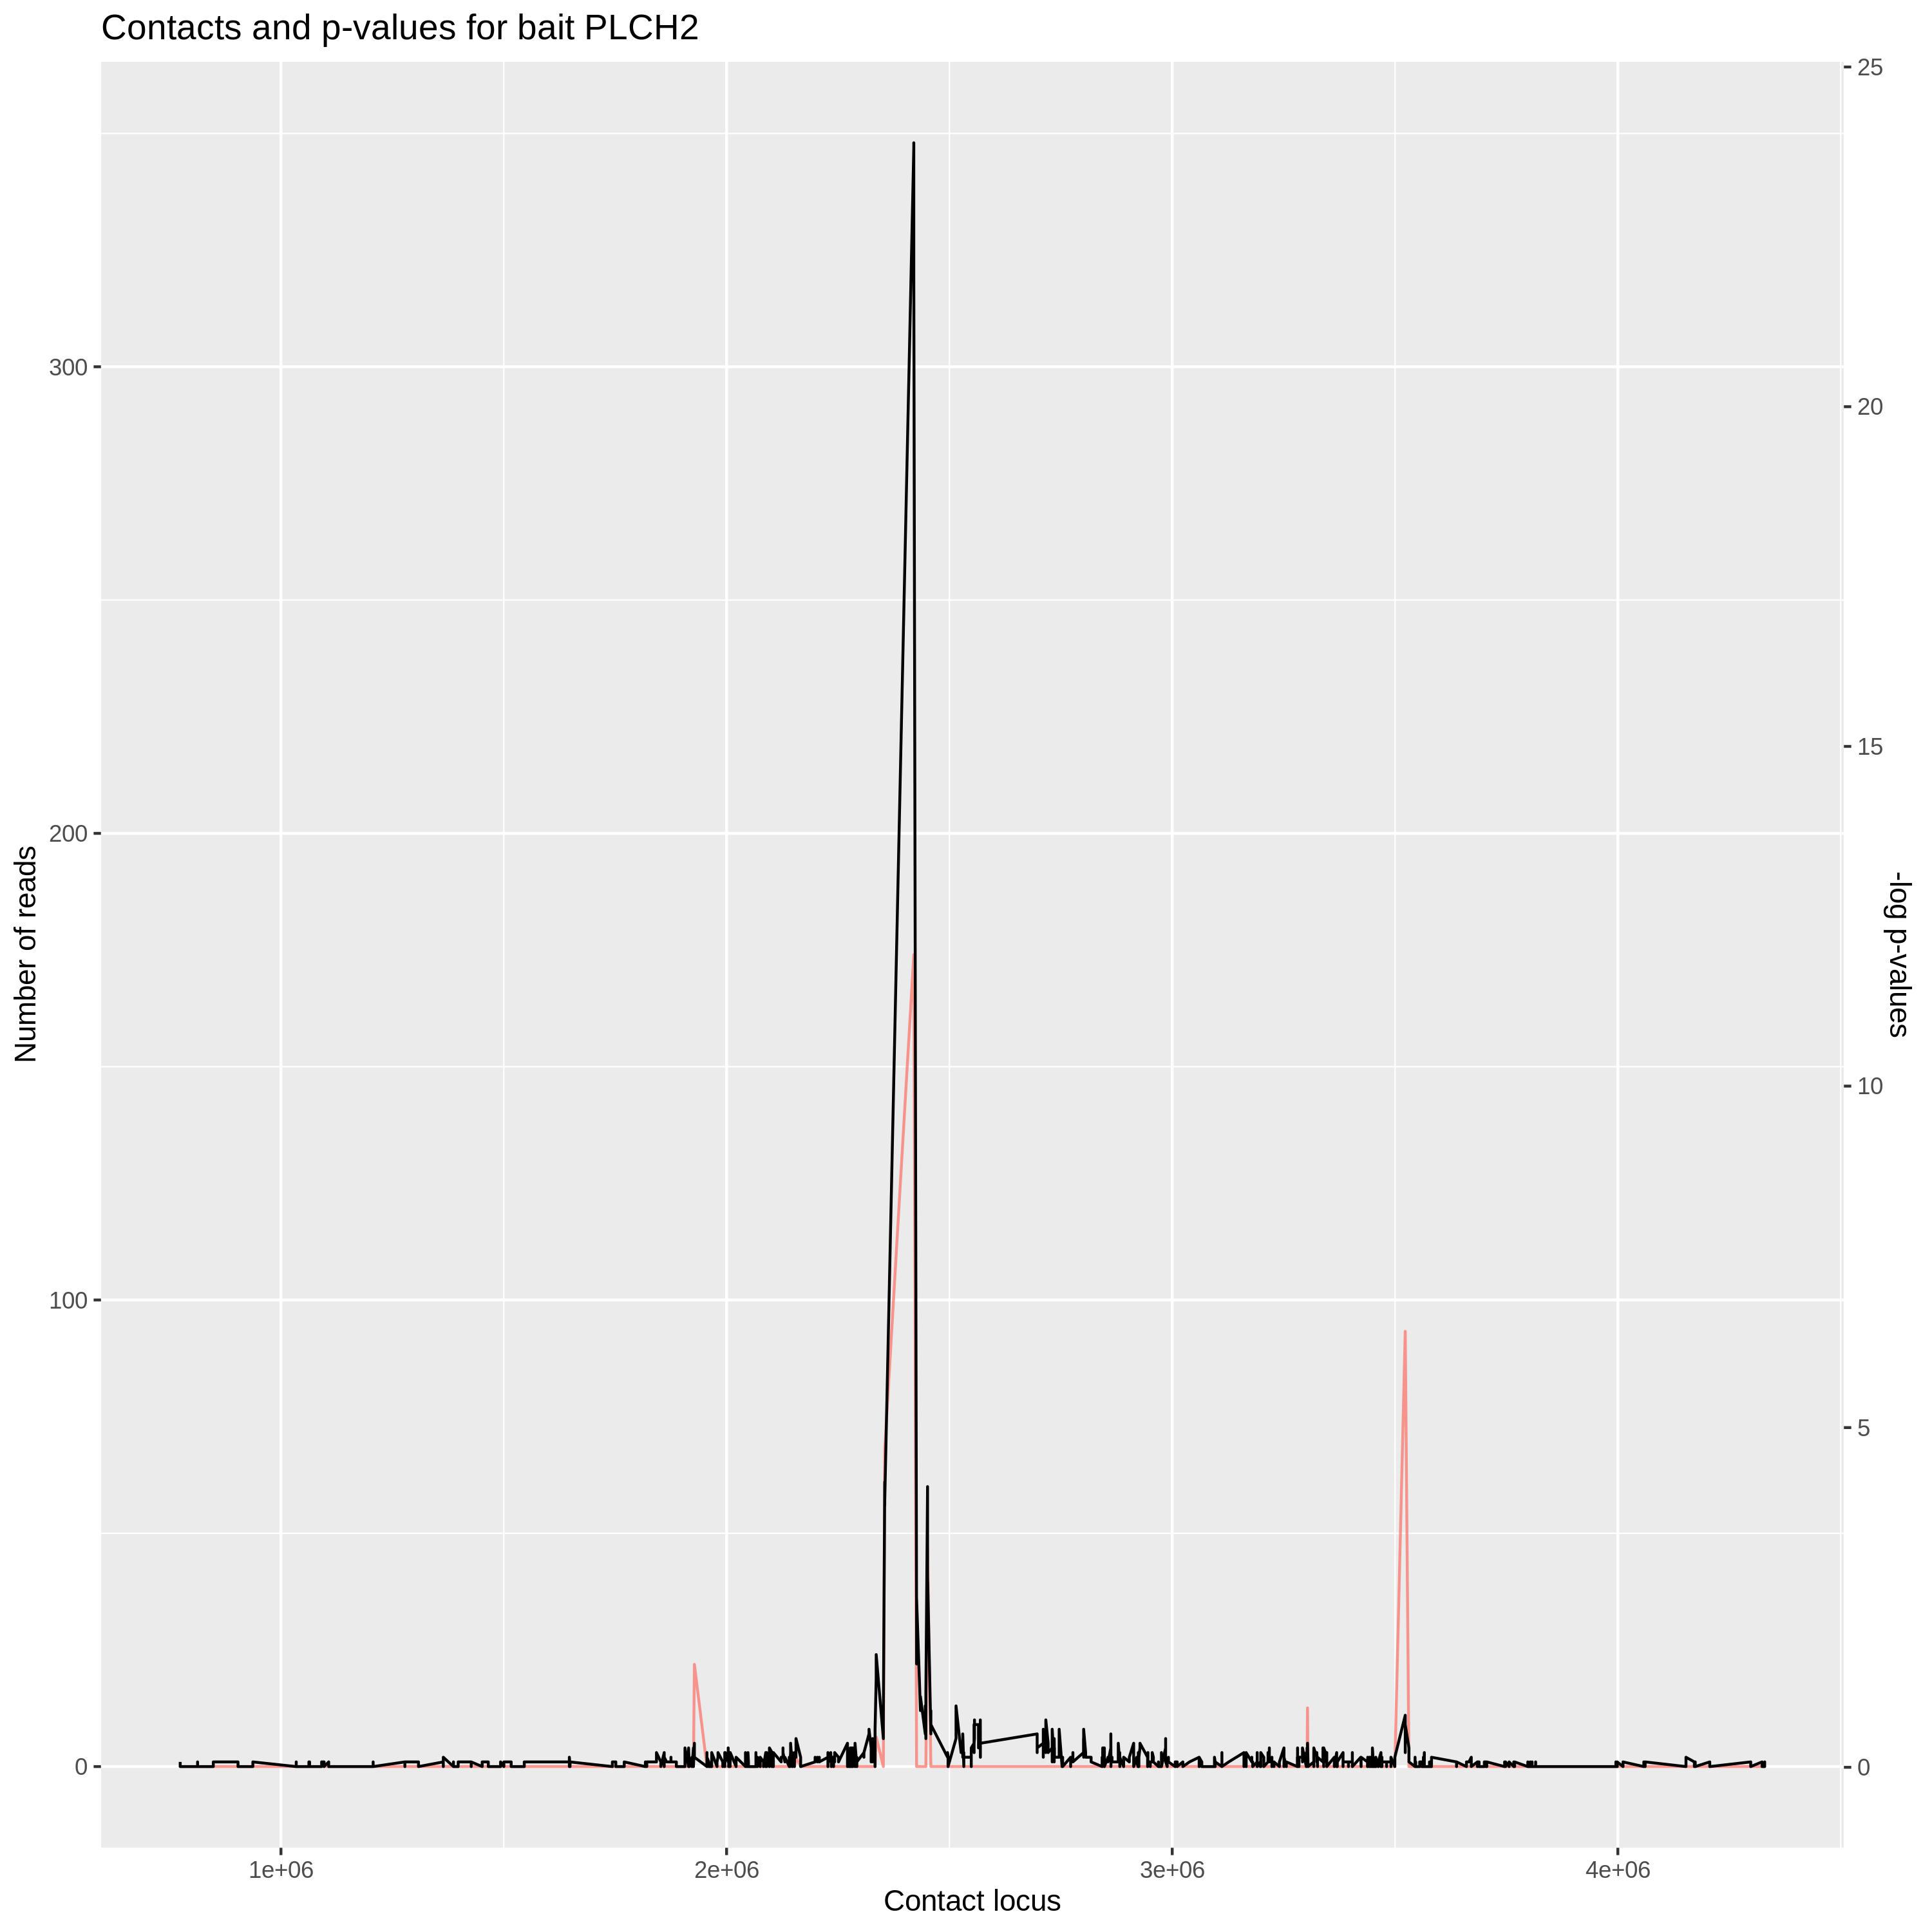 Contacts and p-values for bait PLCH2
25
20
15
10
5
0
-log p-values
300
200
100
0
Number of reads
1e+06
2e+06
3e+06
4e+06
Contact locus